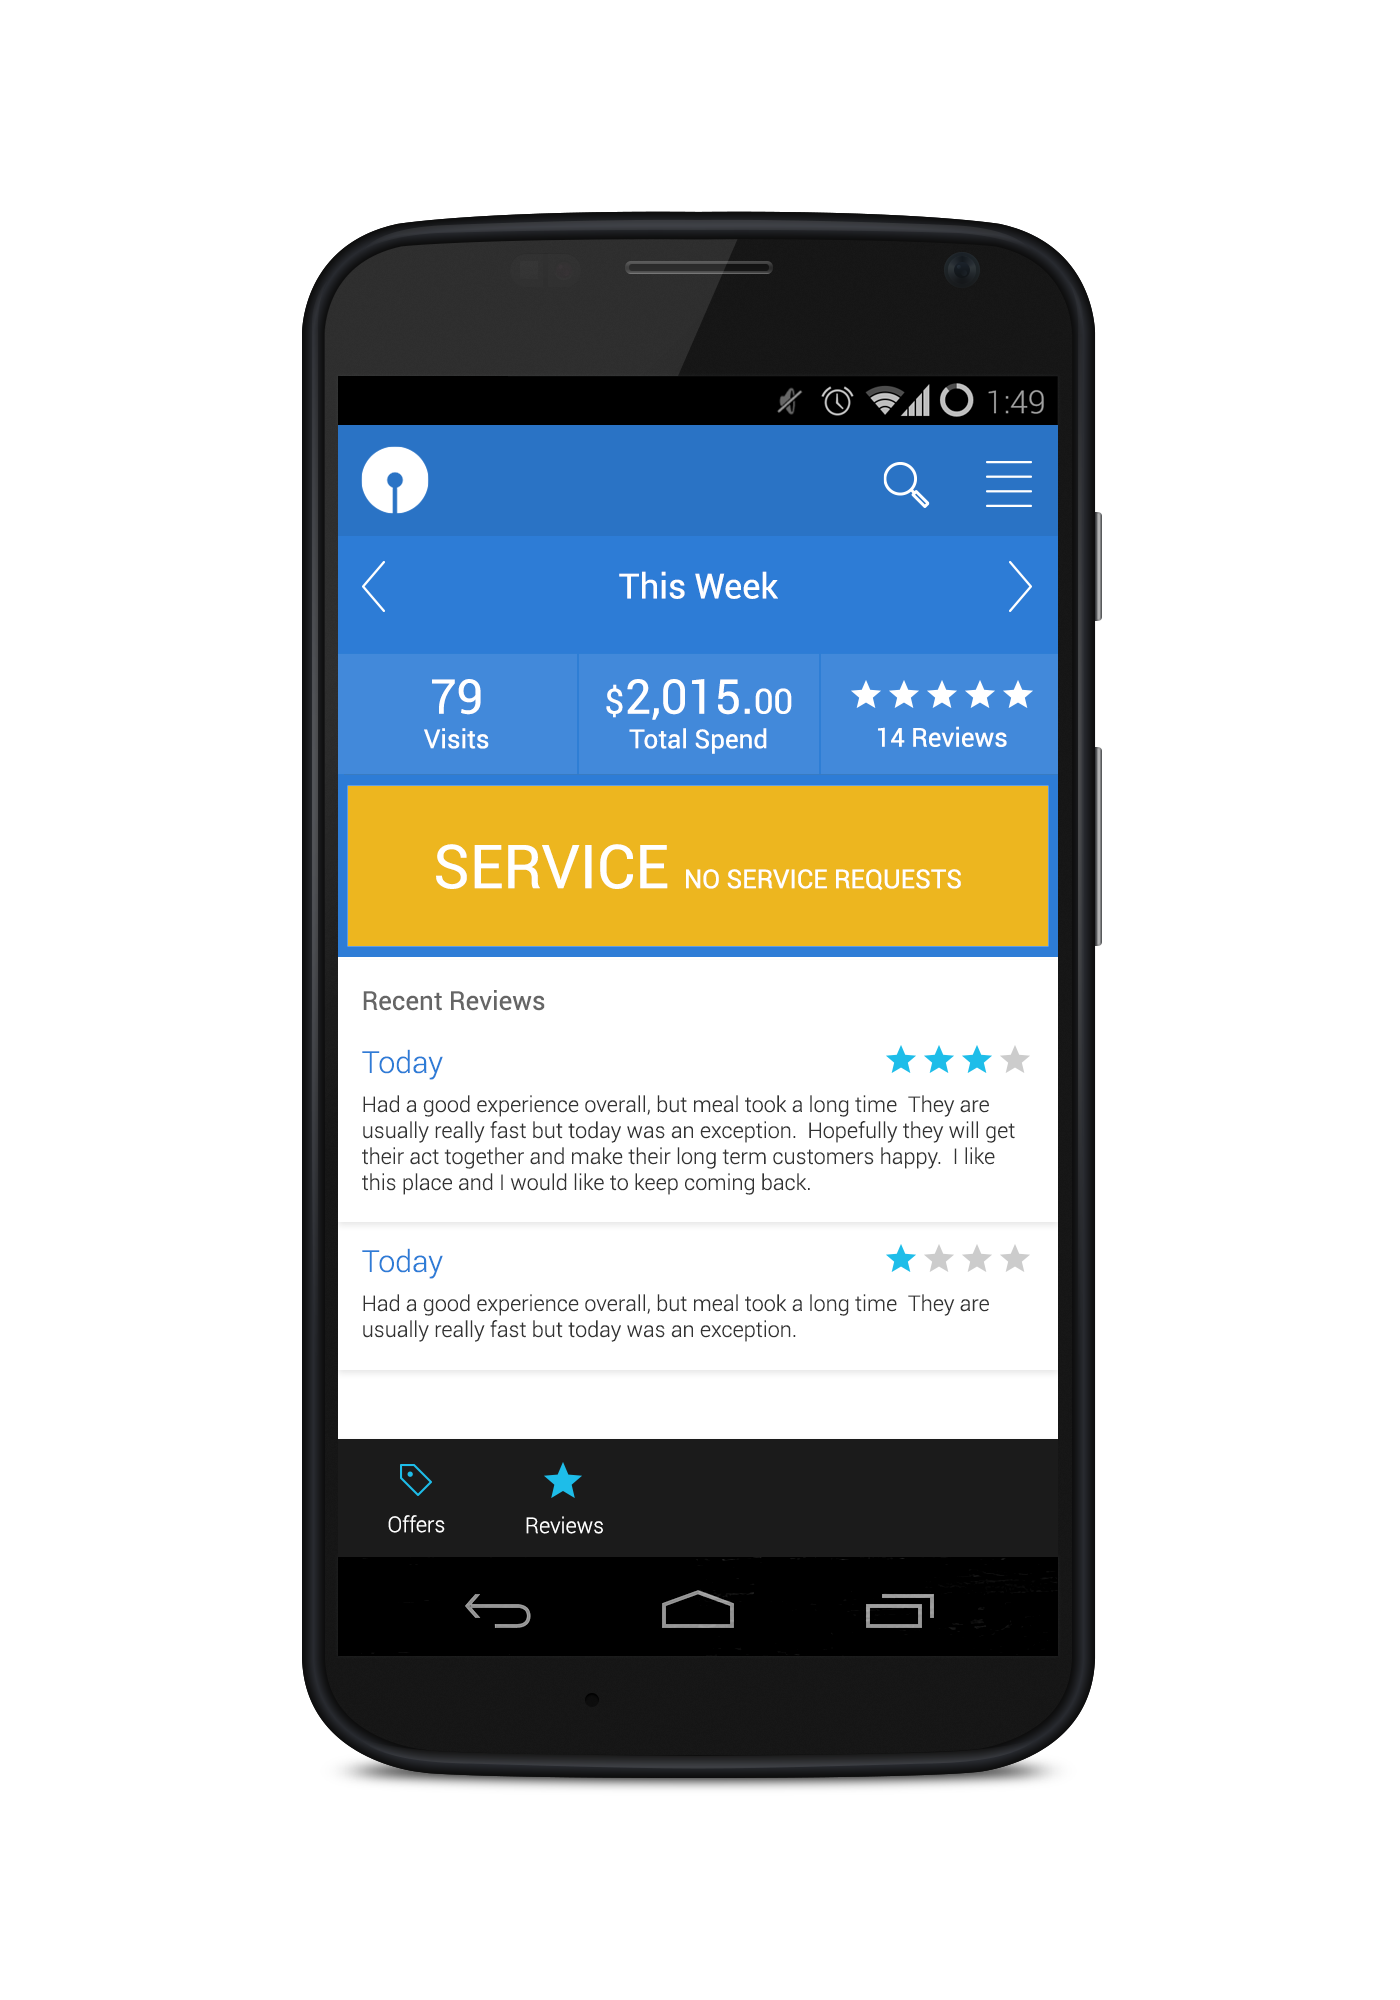 1:49
This Week
79
Visits
$2,015.00
Total Spend
14 Reviews
SERVICE NO SERVICE REQUESTS
Recent Reviews
Today
Had a good experience overall, but meal took a long time  They are
usually really fast but today was an exception.  Hopefully they will get
their act together and make their long term customers happy.  I like
this place and I would like to keep coming back.
Today
Had a good experience overall, but meal took a long time  They are
usually really fast but today was an exception.
Offers
Reviews